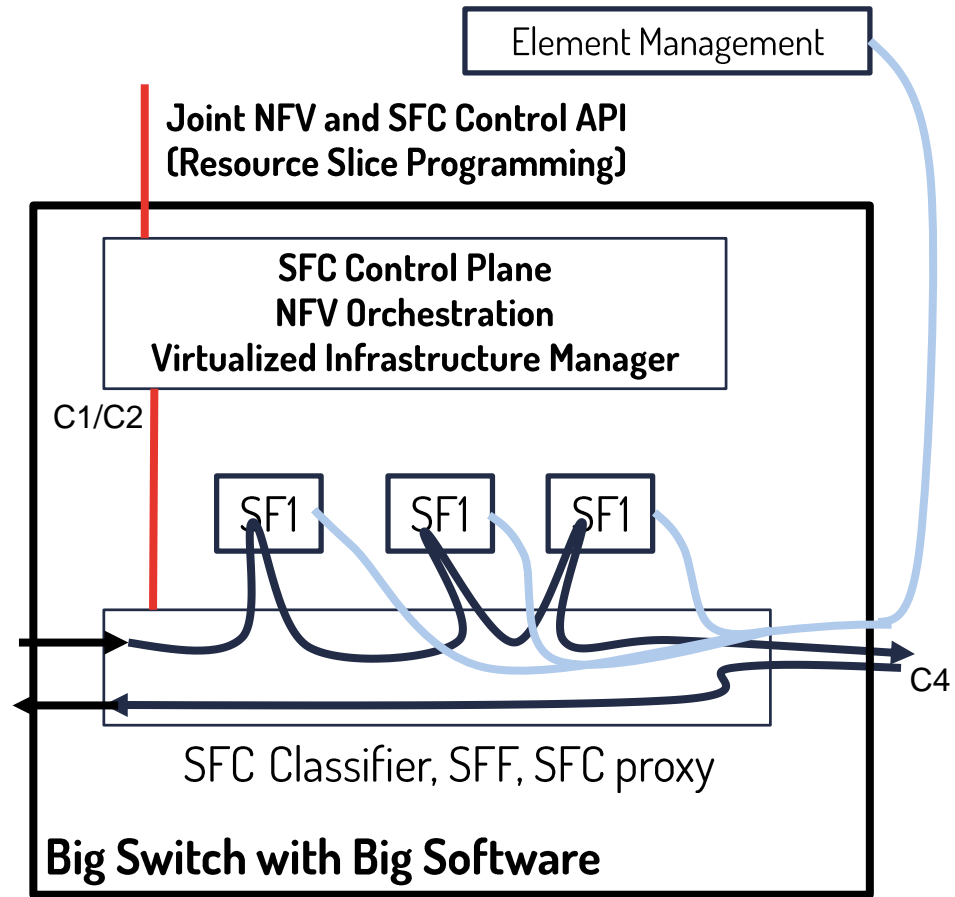 Element Management
Joint NFV and SFC Control API
(Resource Slice Programming)
SFC Control Plane
NFV Orchestration
Virtualized Infrastructure Manager
C1/C2
SF1 SF1 SF1
C4
SFC Classifier, SFF, SFC proxy
Big Switch with Big Software